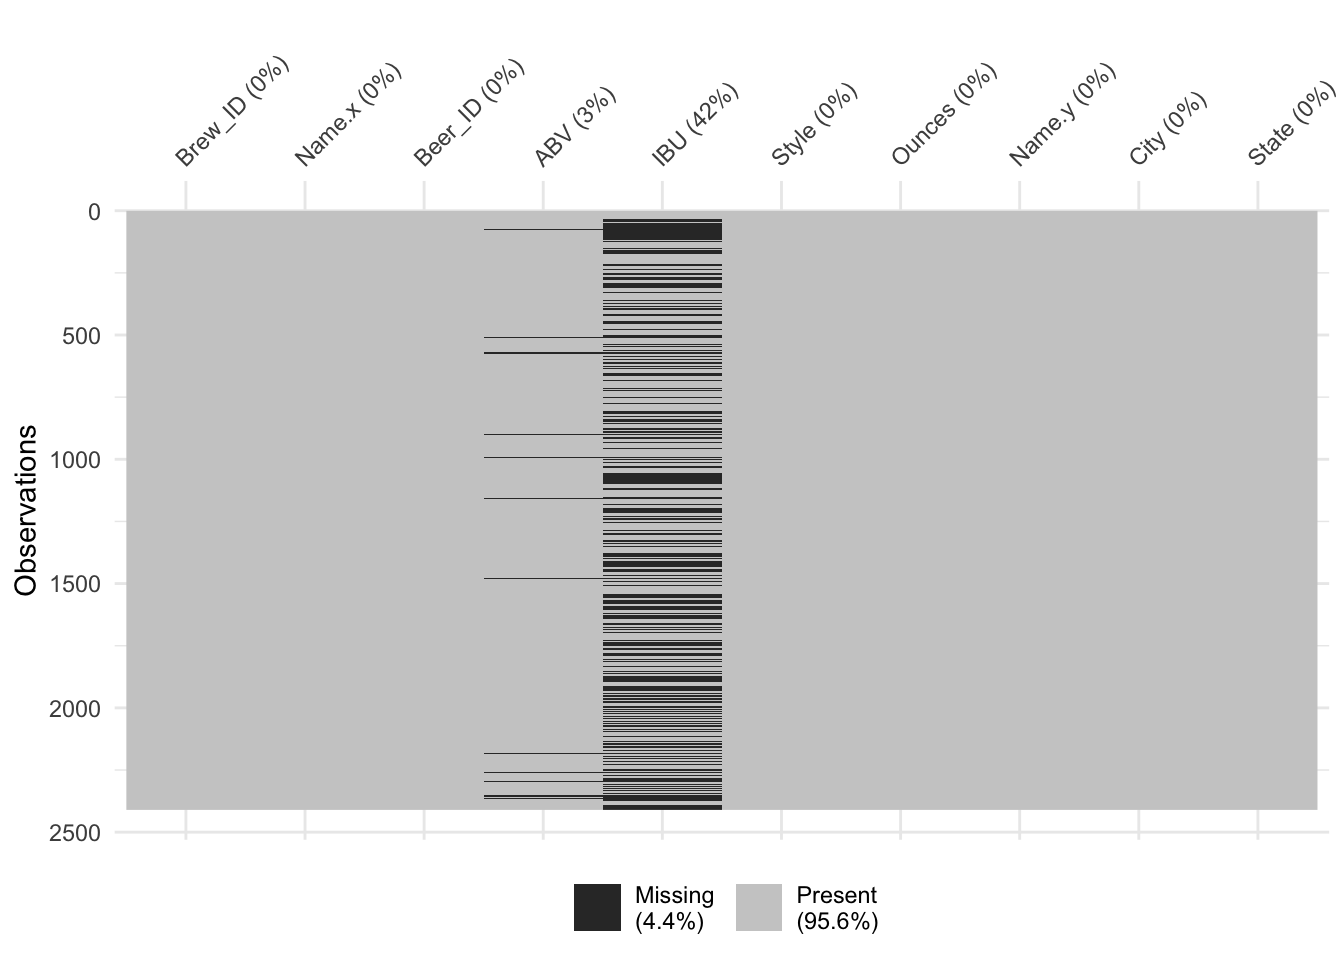 Brew_ID (0%)
Name.x (0%)
Beer_ID (0%)
ABV (3%)
IBU (42%)
Style (0%)
Ounces (0%)
Name.y (0%)
City (0%)
State (0%)
0
500
1000
1500
2000
2500
Observations
Missing
(4.4%)
Present
(95.6%)